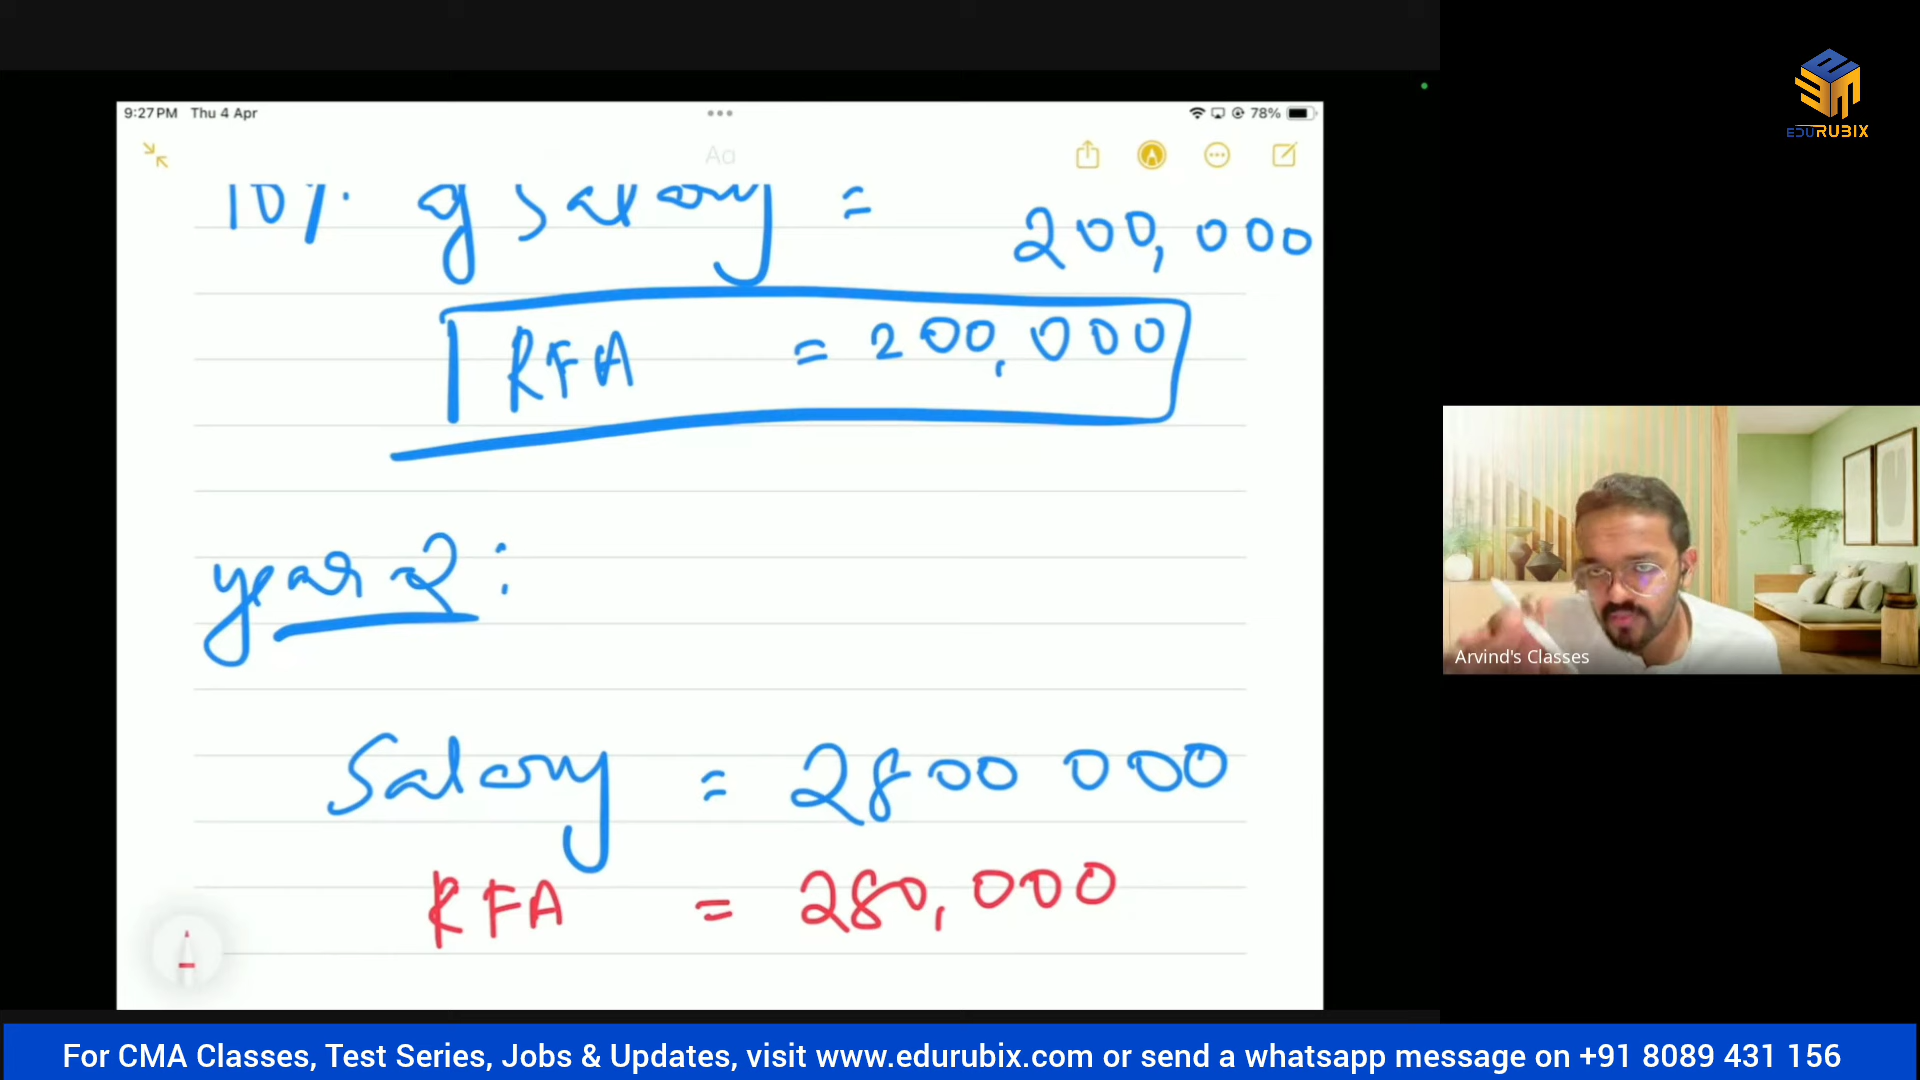 9:27 PM Thu 4 Apr
78%
Aa
EDURUBIX
10% of salary =
200,000
RFA = 200,000
year 2:
Salary = 2800 000
RFA = 280,000
Arvind's Classes
For CMA Classes, Test Series, Jobs & Updates, visit www.edurubix.com or send a whatsapp message on +91 8089 431 156